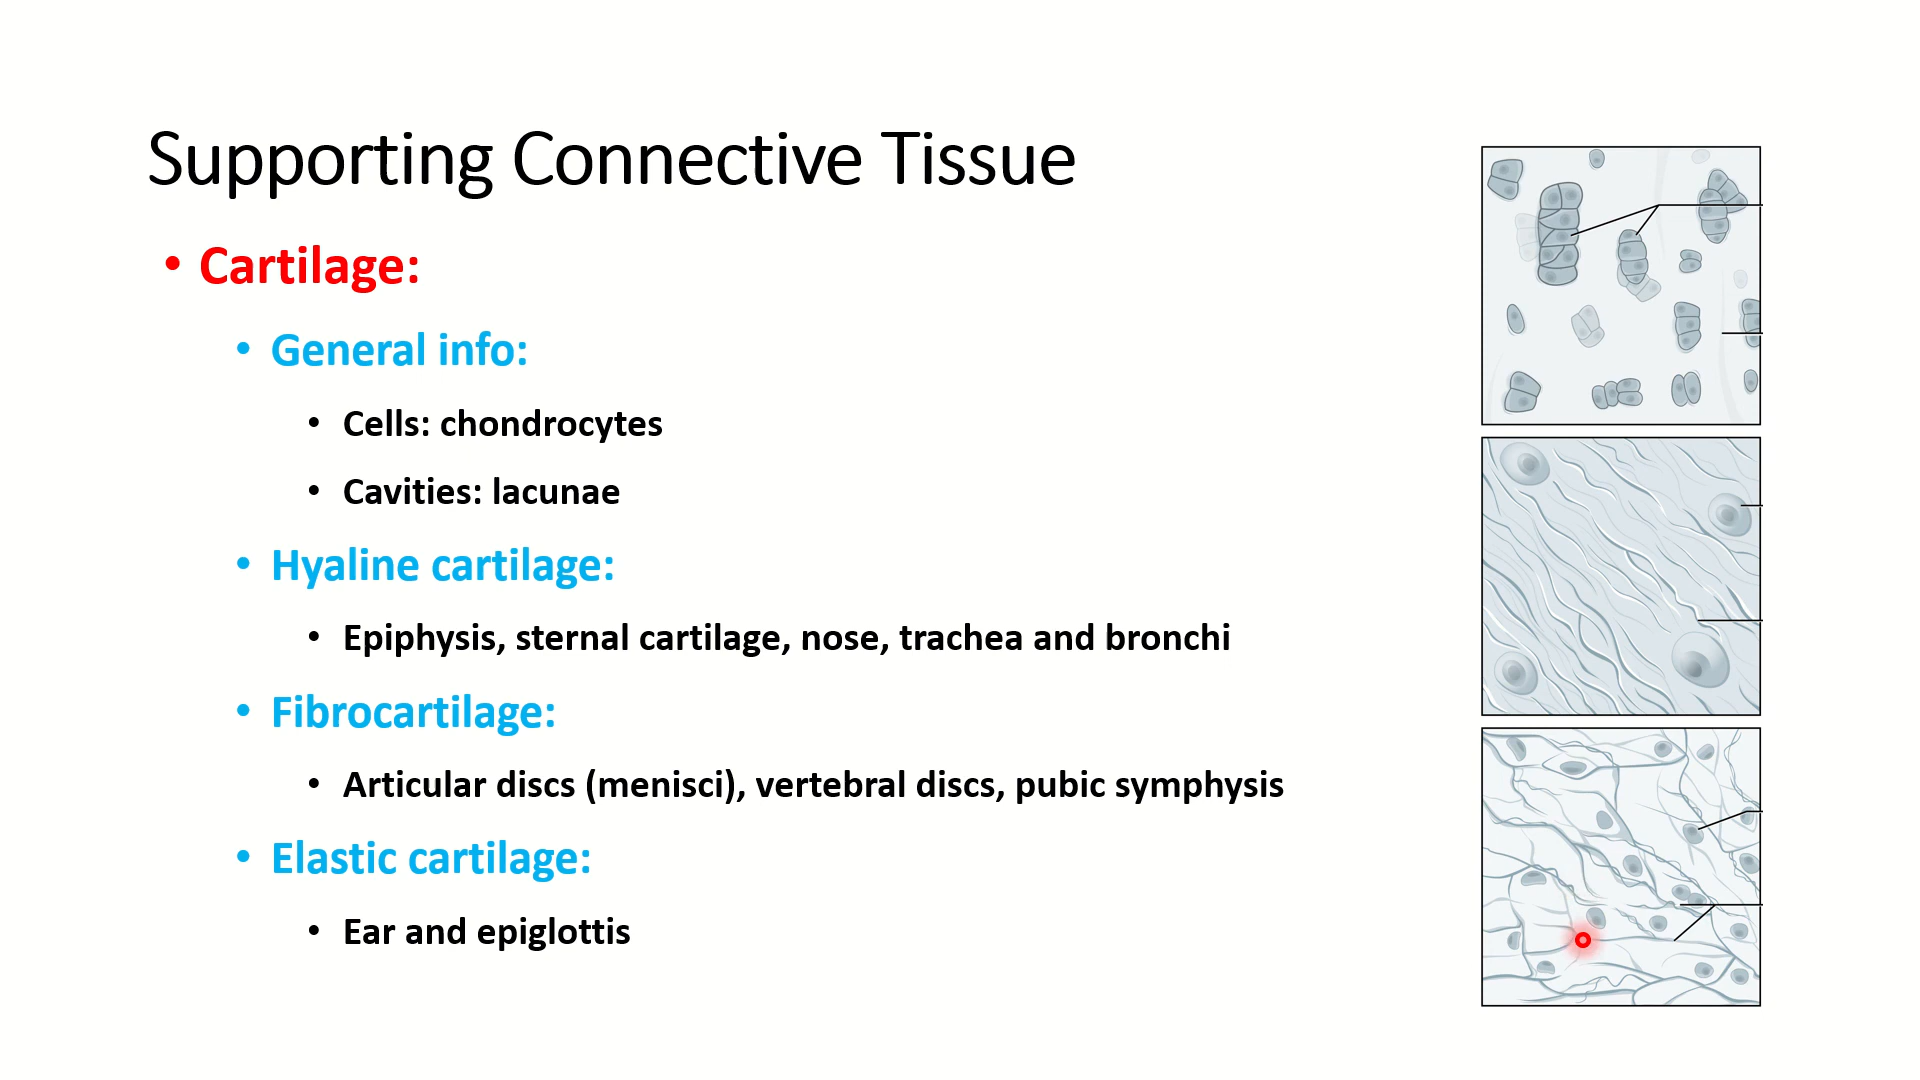 Supporting Connective Tissue
• Cartilage:
• General info:
• Cells: chondrocytes
• Cavities: lacunae
• Hyaline cartilage:
• Epiphysis, sternal cartilage, nose, trachea and bronchi
• Fibrocartilage:
• Articular discs (menisci), vertebral discs, pubic symphysis
• Elastic cartilage:
• Ear and epiglottis